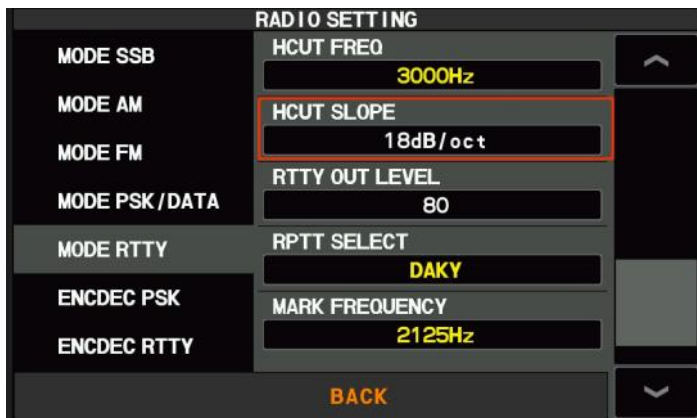 RADIO SETTING
MODE SSB
MODE AM
MODE FM
MODE PSK/DATA
MODE RTTY
ENCDEC PSK
ENCDEC RTTY
HCUT FREQ
3000Hz
HCUT SLOPE
18dB/oct
RTTY OUT LEVEL
80
RPTT SELECT
DAKY
MARK FREQUENCY
2125Hz
BACK